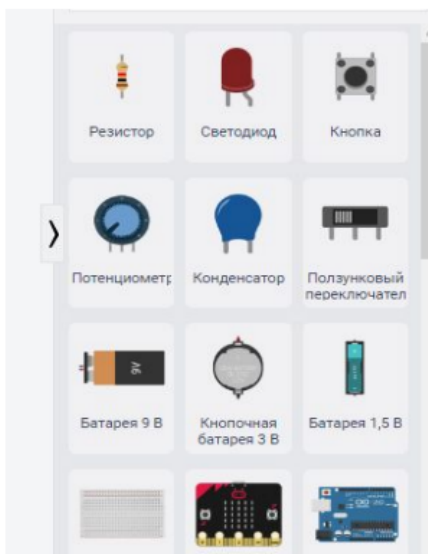 Резистор
Светодиод
Кнопка
Потенциометр
Конденсатор
Ползунковый
переключател
9V
Батарея 9 В
Кнопочная
батарея 3 В
Батарея 1,5 В